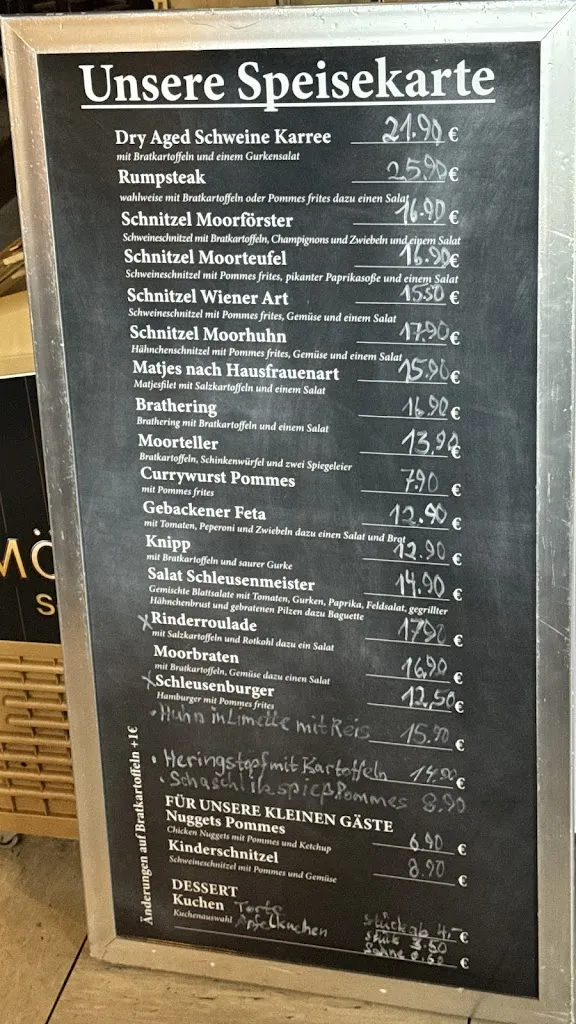 Unsere Speisekarte
Dry Aged Schweine Karree 21.90 €
mit Bratkartoffeln und einem Gurkensalat
Rumpsteak 25.90 €
wahlweise mit Bratkartoffeln oder Pommes frites dazu einen Salat
Schnitzel Moorförster 16.90 €
Schweineschnitzel mit Bratkartoffeln, Champignons und Zwiebeln und einem Salat
Schnitzel Moorteufel 16.90 €
Schweineschnitzel mit Pommes frites, pikanter Paprikasoße und einem Salat
Schnitzel Wiener Art 15.50 €
Schweineschnitzel mit Pommes frites, Gemüse und einem Salat
Schnitzel Moorhuhn 17.90 €
Hähnchenschnitzel mit Pommes frites, Gemüse und einem Salat
Matjes nach Hausfrauenart 15.90 €
Matjesfilet mit Salzkartoffeln und einem Salat
Brathering 16.90 €
Brathering mit Bratkartoffeln und einem Salat
Moorteller 13,90 €
Bratkartoffeln, Schinkenwürfel und zwei Spiegeleier
Currywurst Pommes 7.90 €
mit Pommes frites
Gebackener Feta 12.90 €
mit Tomaten, Peperoni und Zwiebeln dazu einen Salat und Brot
Knipp 12.90 €
mit Bratkartoffeln und saurer Gurke
Salat Schleusenmeister 14.90 €
Gemischte Blattsalate mit Tomaten, Gurken, Paprika, Feldsalat, gegrillter
Hähnchenbrust und gebratenen Pilzen dazu Baguette
x Rinderroulade 17.90 €
mit Salzkartoffeln und Rotkohl dazu ein Salat
Moorbraten 16.90 €
mit Bratkartoffeln, Gemüse dazu einen Salat
x Schleusenburger 12,50 €
Hamburger mit Pommes frites
• Huhn in Limette mit Reis 15.90 €
• Heringstopf mit Kartoffeln 14.90 €
• Schaschlikspieß Pommes 8.90
FÜR UNSERE KLEINEN GÄSTE
Nuggets Pommes 6.90 €
Chicken Nuggets mit Pommes und Ketchup
Kinderschnitzel 8.90 €
Schweineschnitzel mit Pommes und Gemüse
DESSERT
Kuchen Torte Stück ab 4,- €
Kuchenauswahl Apfelkuchen Stück 3.50
Sahne 0.50 €
Änderungen auf Bratkartoffeln +1€
MÖ
S